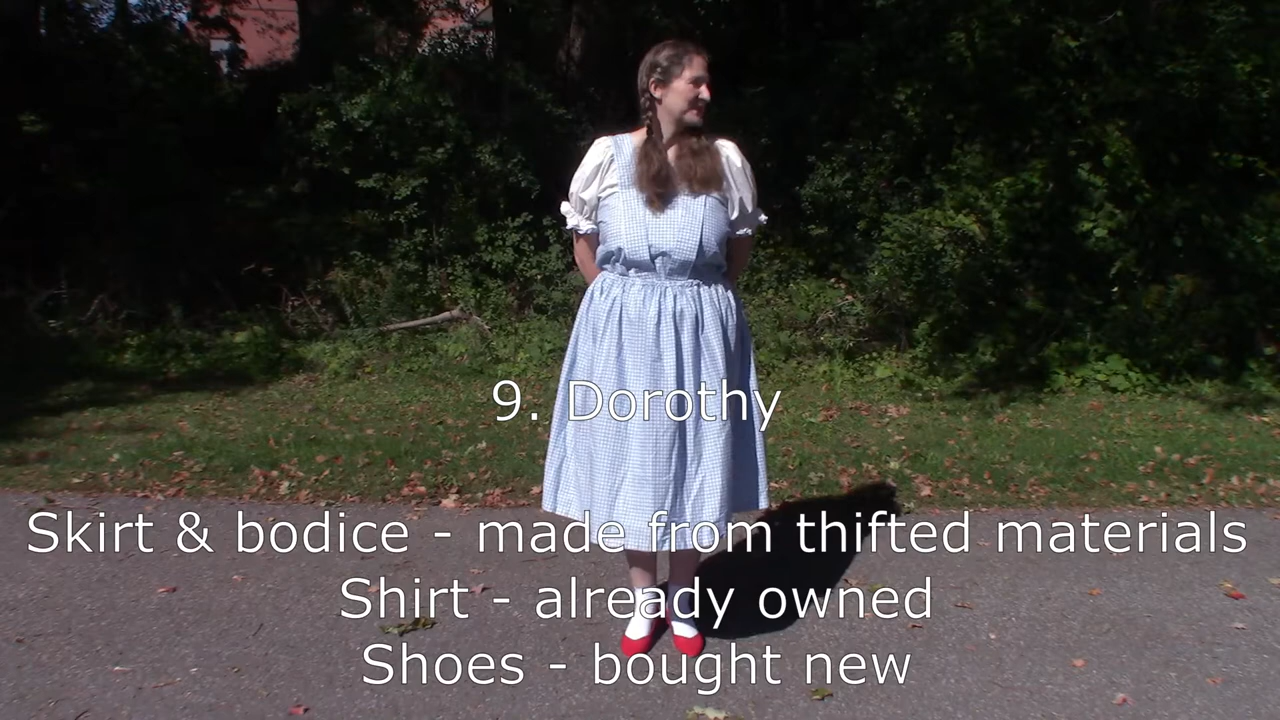 9. Dorothy
Skirt & bodice - made from thifted materials
Shirt - already owned
Shoes - bought new